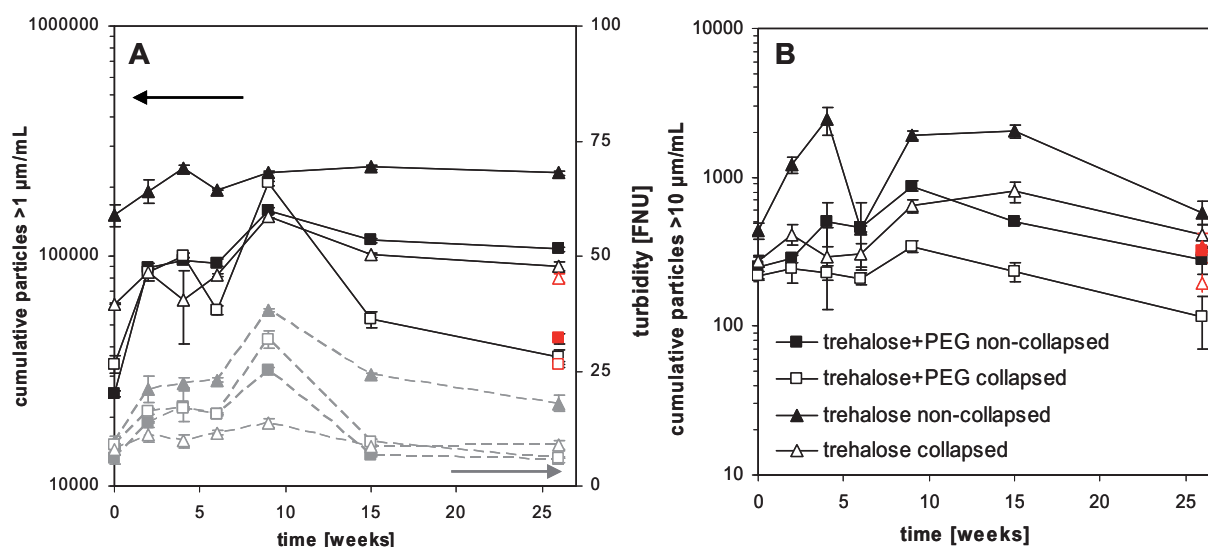 A
cumulative particles >1 µm/mL
1000000
100000
10000
100
75
50
25
0
turbidity [FNU]
0 5 10 15 20 25
time [weeks]
B
cumulative particles >10 µm/mL
10000
1000
100
10
trehalose+PEG non-collapsed
trehalose+PEG collapsed
trehalose non-collapsed
trehalose collapsed
0 5 10 15 20 25
time [weeks]